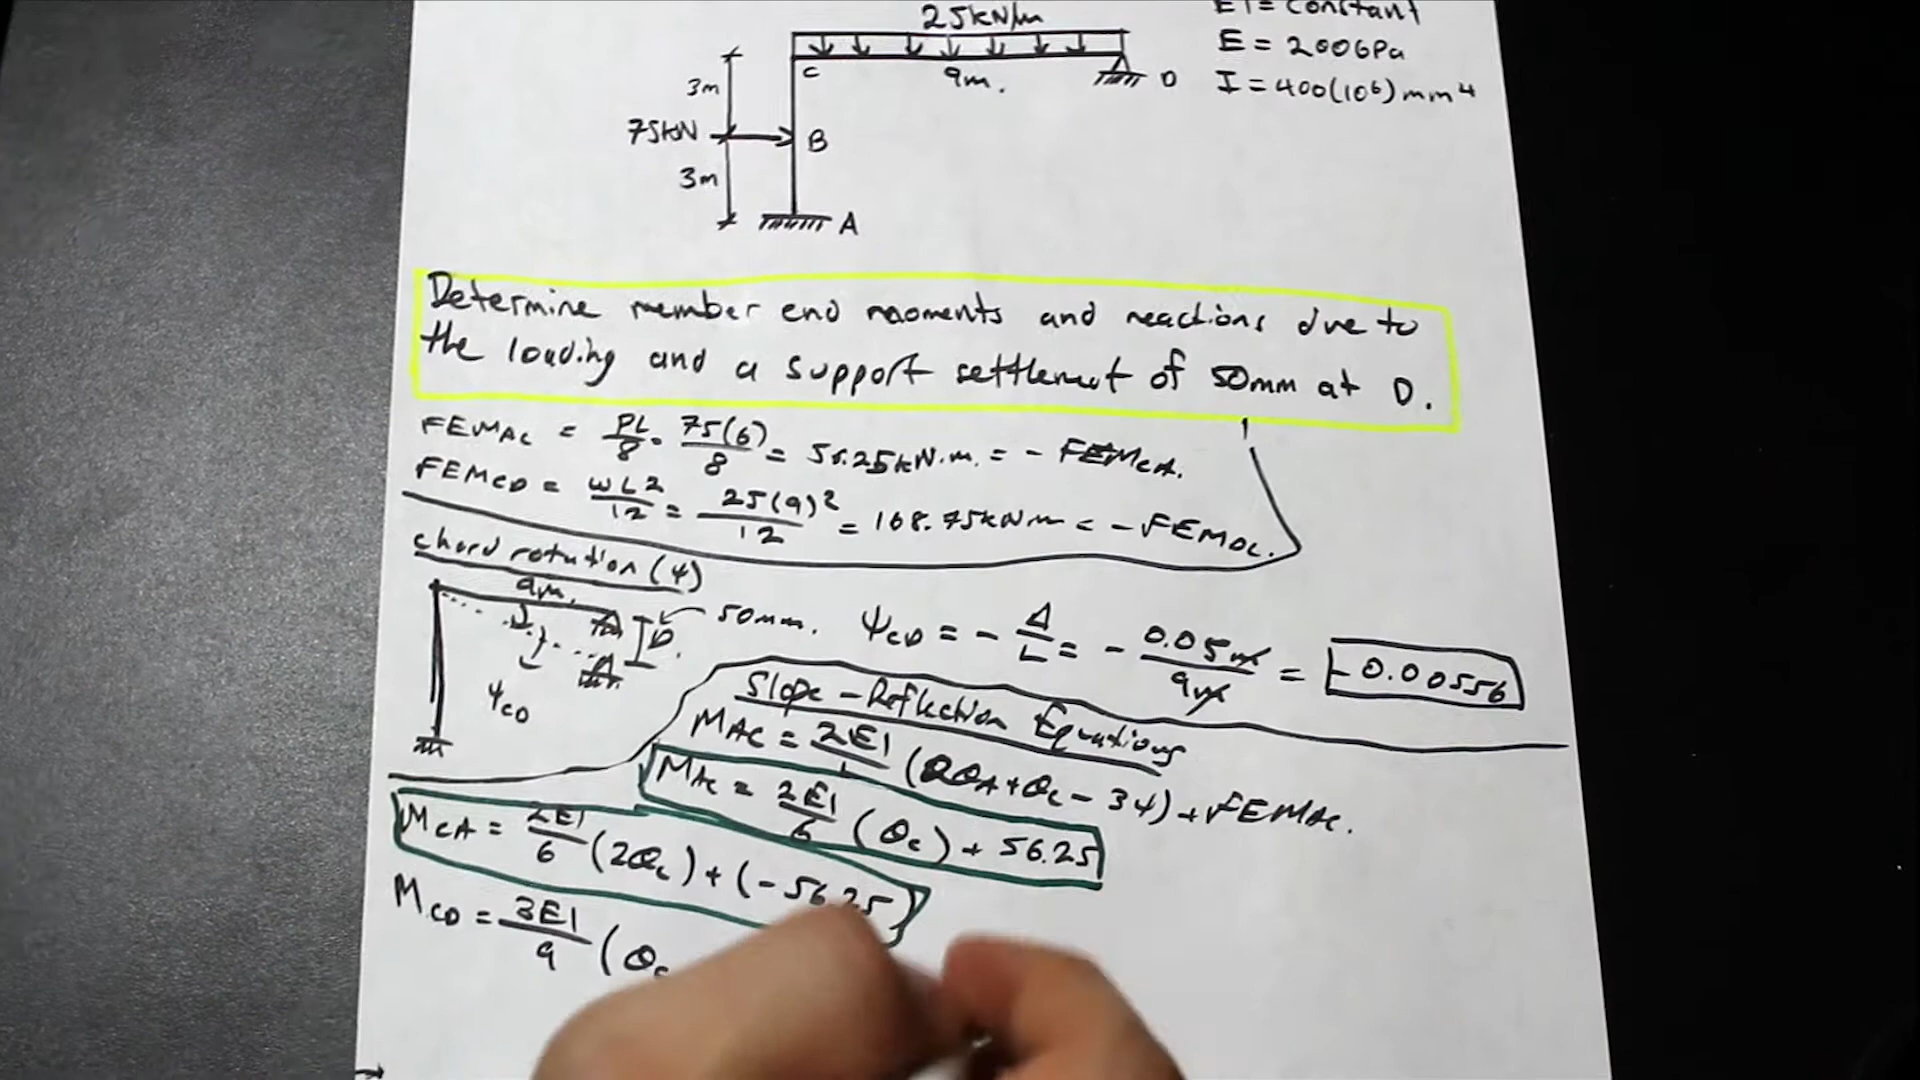 25kN/m
EI = constant
E = 200GPa
I = 400(10⁶)mm⁴
C
9m.
D
3m
75kN
B
3m
A
Determine member end maoments and reactions due to
the loading and a support settlemut of 50mm at D.
FEMAC = PL/8 = 75(6)/8 = 56.25kN.m. = - FEMCA.
FEMCD = WL²/12 = 25(9)²/12 = 168.75kNm = - FEMDC.
chord rotution (ψ)
9m.
D.
50mm.
ψCD = - Δ/L = - 0.05m/9m = -0.00556
ψCD
Slope - Reflection Equations
MAC = 2EI/L (2θA + θC - 3ψ) + FEMAC.
MAC = 2EI/6 (θC) + 56.25
MCA = 2EI/6 (2θC) + (-56.25)
MCD = 3EI/9 (θC